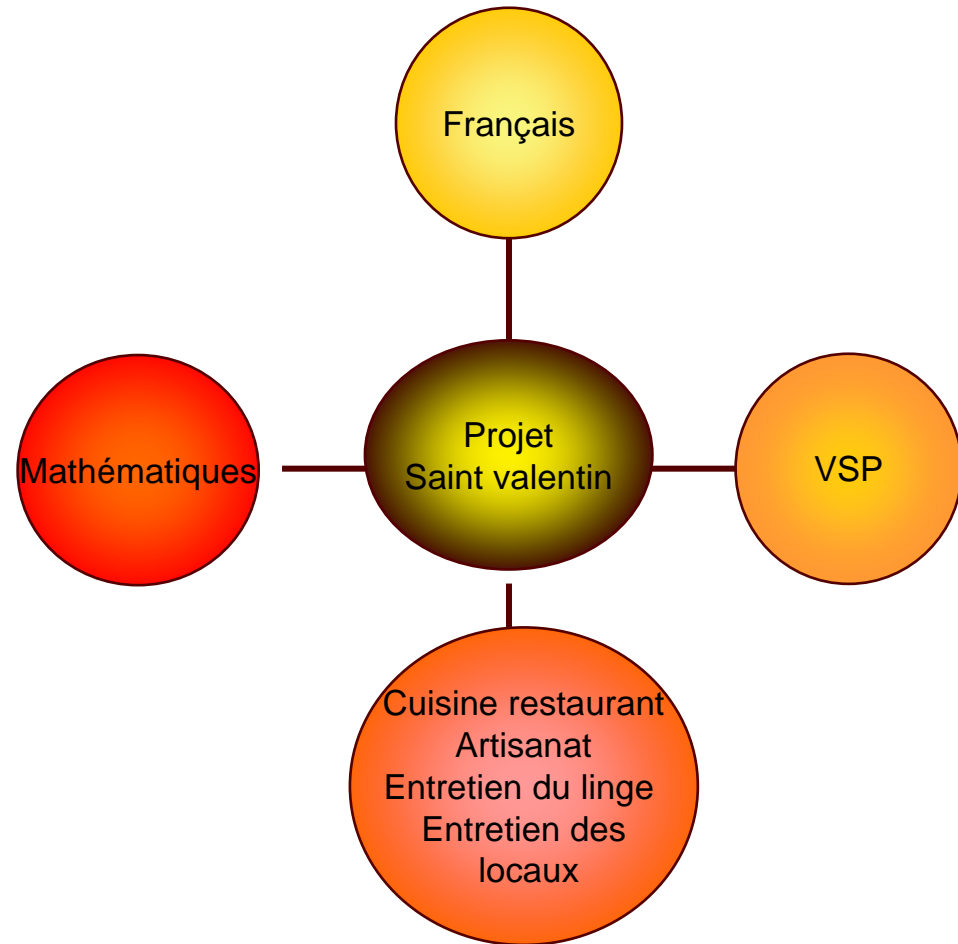 Français
Projet
Saint valentin
Mathématiques
VSP
Cuisine restaurant
Artisanat
Entretien du linge
Entretien des
locaux